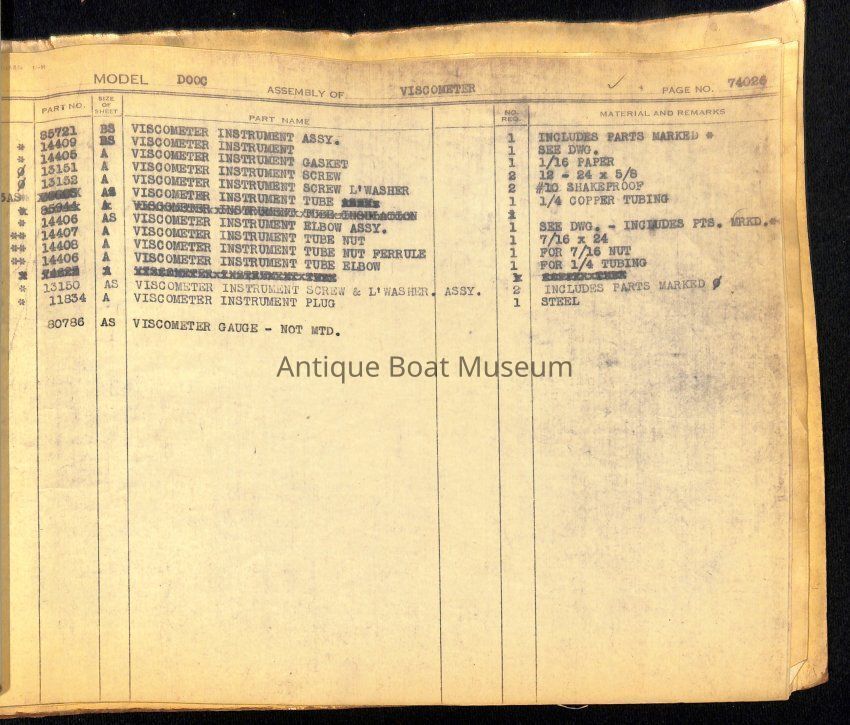 MODEL DOOC ASSEMBLY OF VISCOMETER PAGE NO. 74026
PART NO. SIZE OF SHEET PART NAME NO. REQ. MATERIAL AND REMARKS
85721 BS VISCOMETER INSTRUMENT ASSY. 1 INCLUDES PARTS MARKED *
* 14409 BS VISCOMETER INSTRUMENT 1 SEE DWG.
* 14405 A VISCOMETER INSTRUMENT GASKET 1 1/16 PAPER
Ø 13151 A VISCOMETER INSTRUMENT SCREW 2 12 - 24 x 5/8
Ø 13152 A VISCOMETER INSTRUMENT SCREW L'WASHER 2 #10 SHAKEPROOF
AS VISCOMETER INSTRUMENT TUBE 1 1/4 COPPER TUBING
VISCOMETER INSTRUMENT TUBE INSULATION
* 14406 AS VISCOMETER INSTRUMENT ELBOW ASSY. 1 SEE DWG. - INCLUDES PTS. MRKD.*
** 14407 A VISCOMETER INSTRUMENT TUBE NUT 1 7/16 x 24
** 14408 A VISCOMETER INSTRUMENT TUBE NUT FERRULE 1 FOR 7/16 NUT
** 14406 A VISCOMETER INSTRUMENT TUBE ELBOW 1 FOR 1/4 TUBING
* 13150 AS VISCOMETER INSTRUMENT SCREW & L'WASHER. ASSY. 2 INCLUDES PARTS MARKED Ø
* 11834 A VISCOMETER INSTRUMENT PLUG 1 STEEL
80786 AS VISCOMETER GAUGE - NOT MTD.
Antique Boat Museum